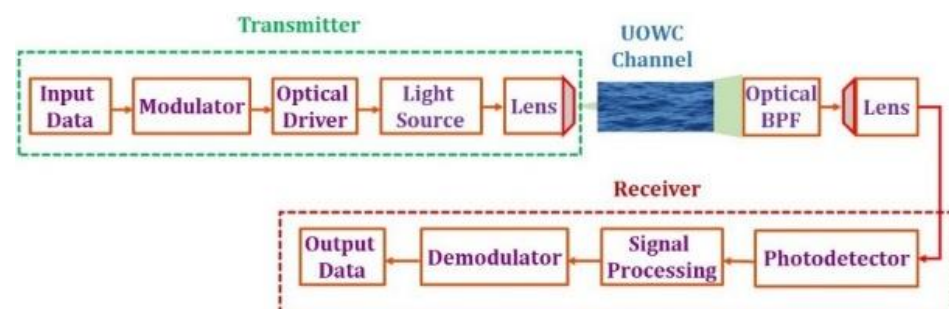 Transmitter
UOWC
Channel
Input
Data
Modulator
Optical
Driver
Light
Source
Lens
Optical
BPF
Lens
Receiver
Output
Data
Demodulator
Signal
Processing
Photodetector